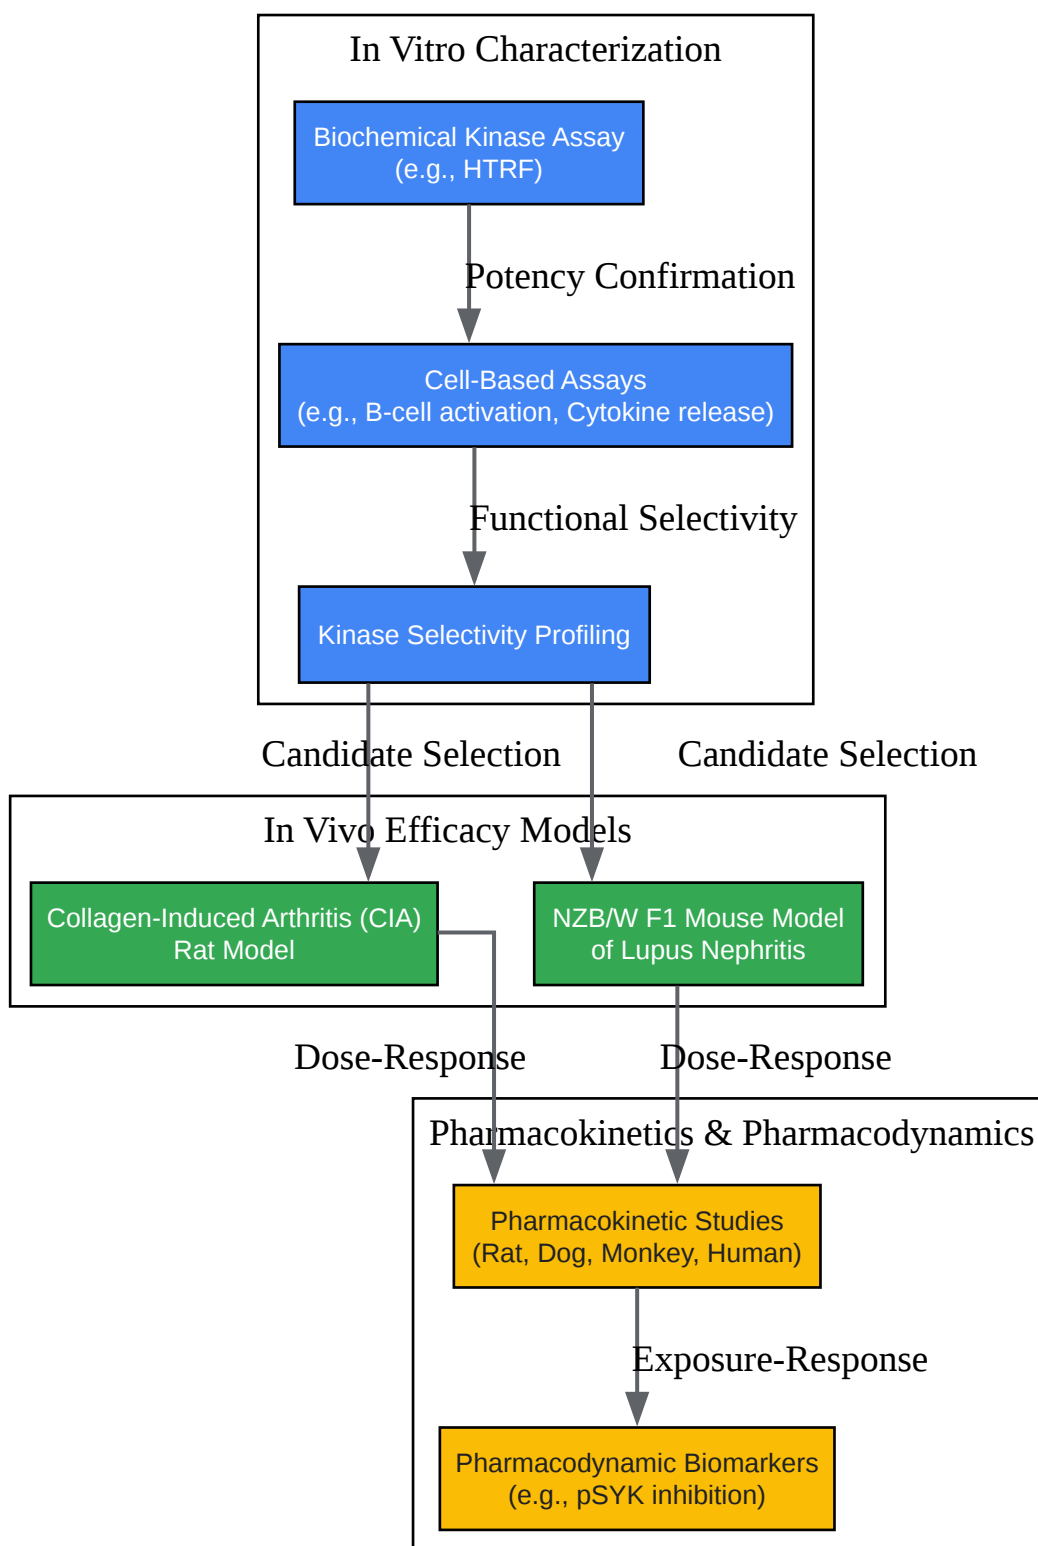 In Vitro Characterization
Biochemical Kinase Assay
(e.g., HTRF)
Potency Confirmation
Cell-Based Assays
(e.g., B-cell activation, Cytokine release)
Functional Selectivity
Kinase Selectivity Profiling
Candidate Selection
Candidate Selection
In Vivo Efficacy Models
Collagen-Induced Arthritis (CIA)
Rat Model
NZB/W F1 Mouse Model
of Lupus Nephritis
Dose-Response
Dose-Response
Pharmacokinetics & Pharmacodynamics
Pharmacokinetic Studies
(Rat, Dog, Monkey, Human)
Exposure-Response
Pharmacodynamic Biomarkers
(e.g., pSYK inhibition)